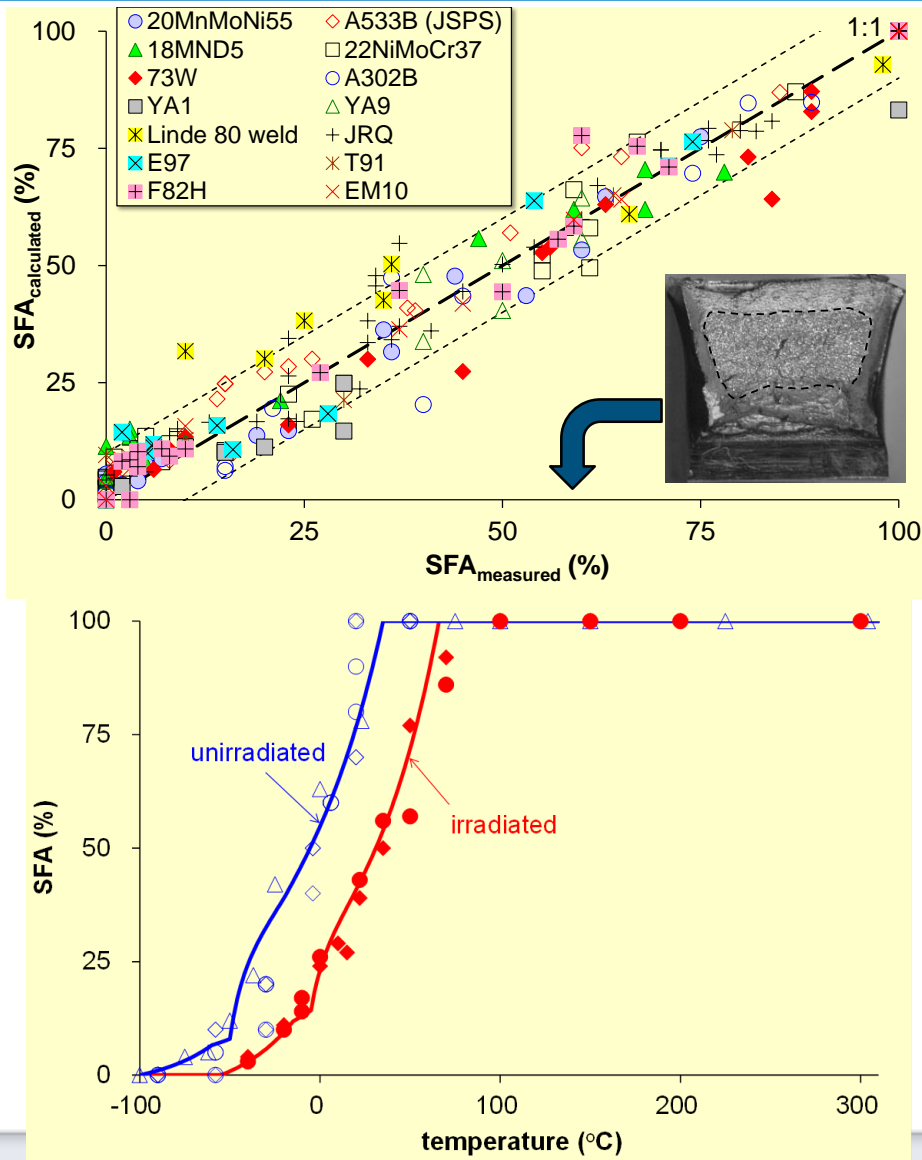 20MnMoNi55
A533B (JSPS)
18MND5
22NiMoCr37
73W
A302B
YA1
YA9
Linde 80 weld
JRQ
E97
T91
F82H
EM10
1:1
100
75
50
25
0
SFAcalculated (%)
0
25
50
75
100
SFAmeasured (%)
100
75
50
25
0
SFA (%)
unirradiated
irradiated
-100
0
100
200
300
temperature (°C)